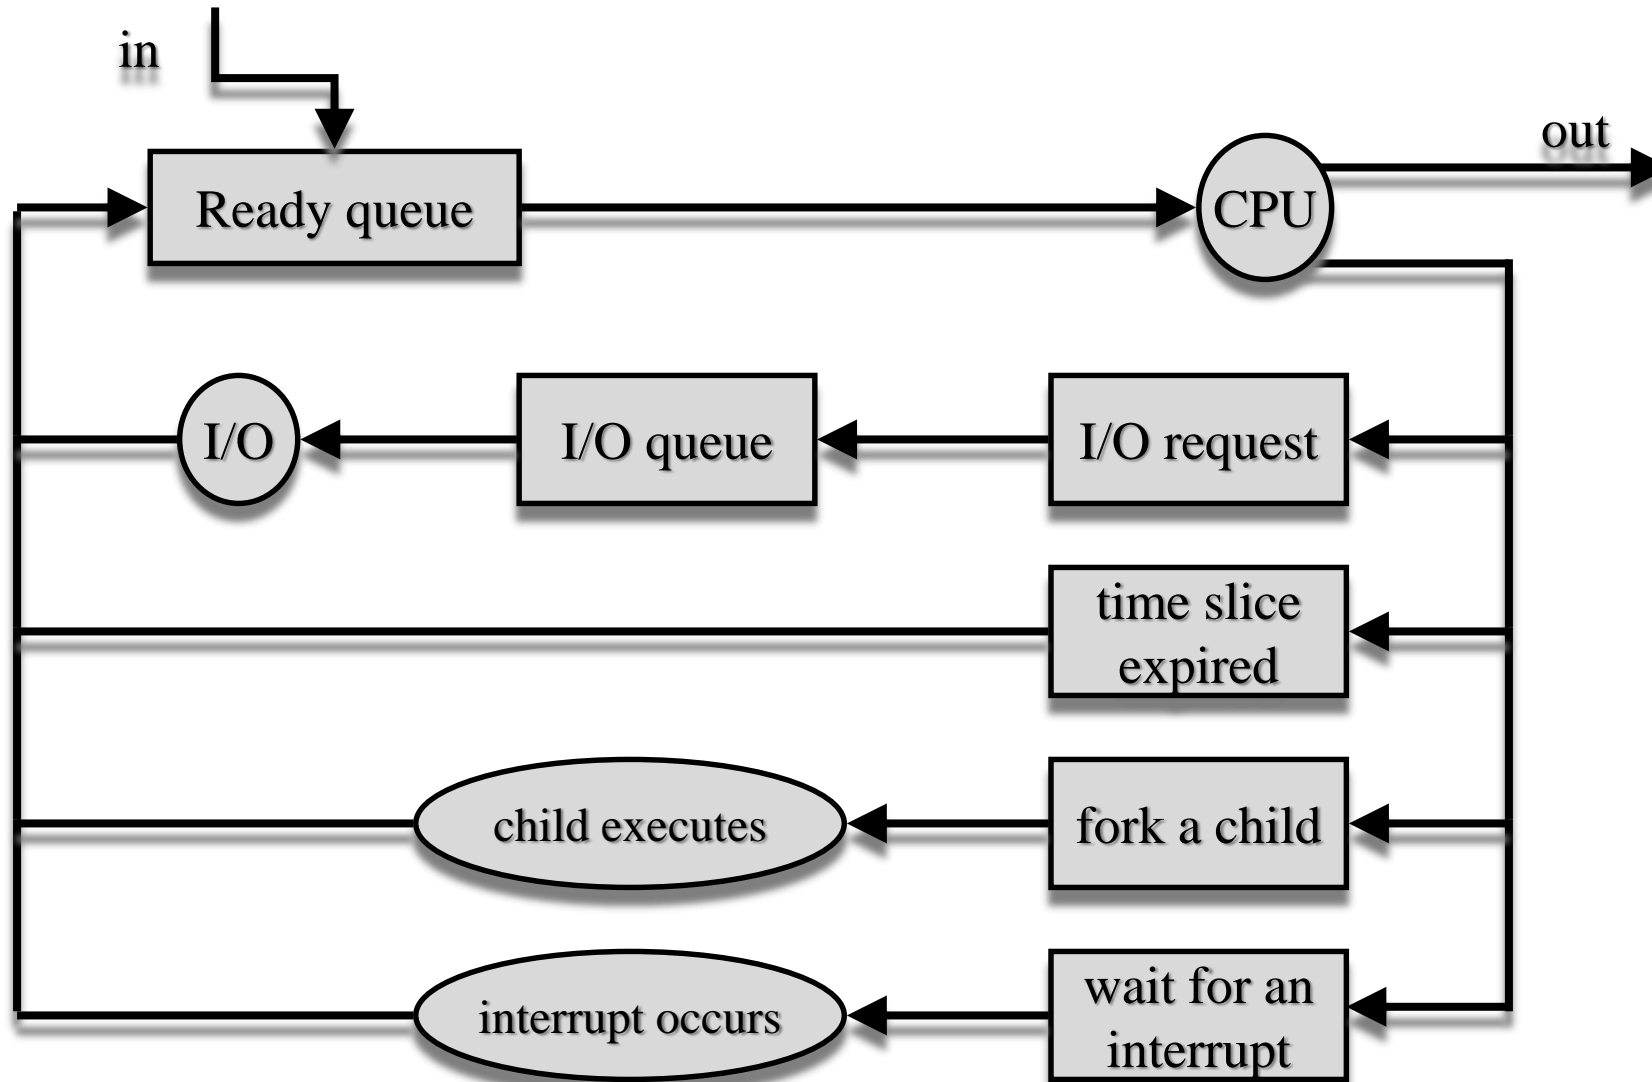 in
out
Ready queue
CPU
I/O
I/O queue
I/O request
time slice
expired
child executes
fork a child
interrupt occurs
wait for an
interrupt